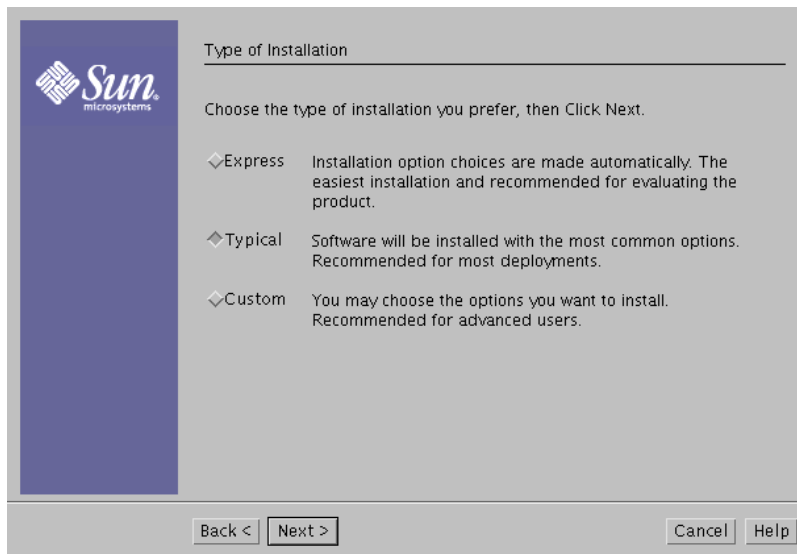 Sun.
microsystems
Type of Installation
Choose the type of installation you prefer, then Click Next.
Express Installation option choices are made automatically. The
easiest installation and recommended for evaluating the
product.
Typical Software will be installed with the most common options.
Recommended for most deployments.
Custom You may choose the options you want to install.
Recommended for advanced users.
Back < Next > Cancel Help